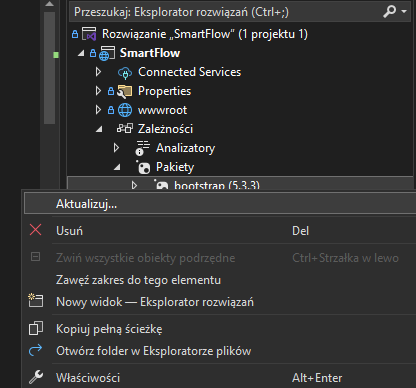 Przeszukaj: Eksplorator rozwiązań (Ctrl+;)
Rozwiązanie „SmartFlow” (1 projektu 1)
SmartFlow
Connected Services
Properties
wwwroot
Zależności
Analizatory
Pakiety
bootstrap (5.3.3)
Aktualizuj...
Usuń Del
Zwiń wszystkie obiekty podrzędne Ctrl+Strzałka w lewo
Zawęź zakres do tego elementu
Nowy widok — Eksplorator rozwiązań
Kopiuj pełną ścieżkę
Otwórz folder w Eksploratorze plików
Właściwości Alt+Enter